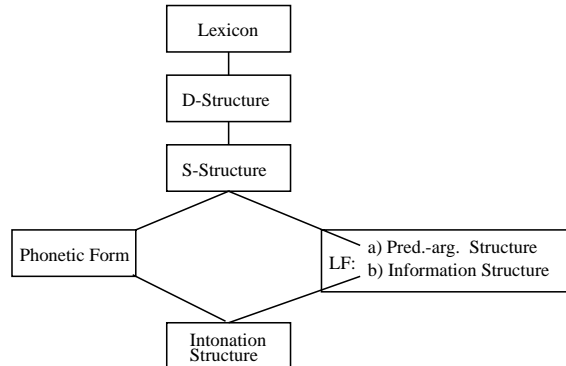 Lexicon
D-Structure
S-Structure
Phonetic Form
LF:
a) Pred.-arg. Structure
b) Information Structure
Intonation
Structure